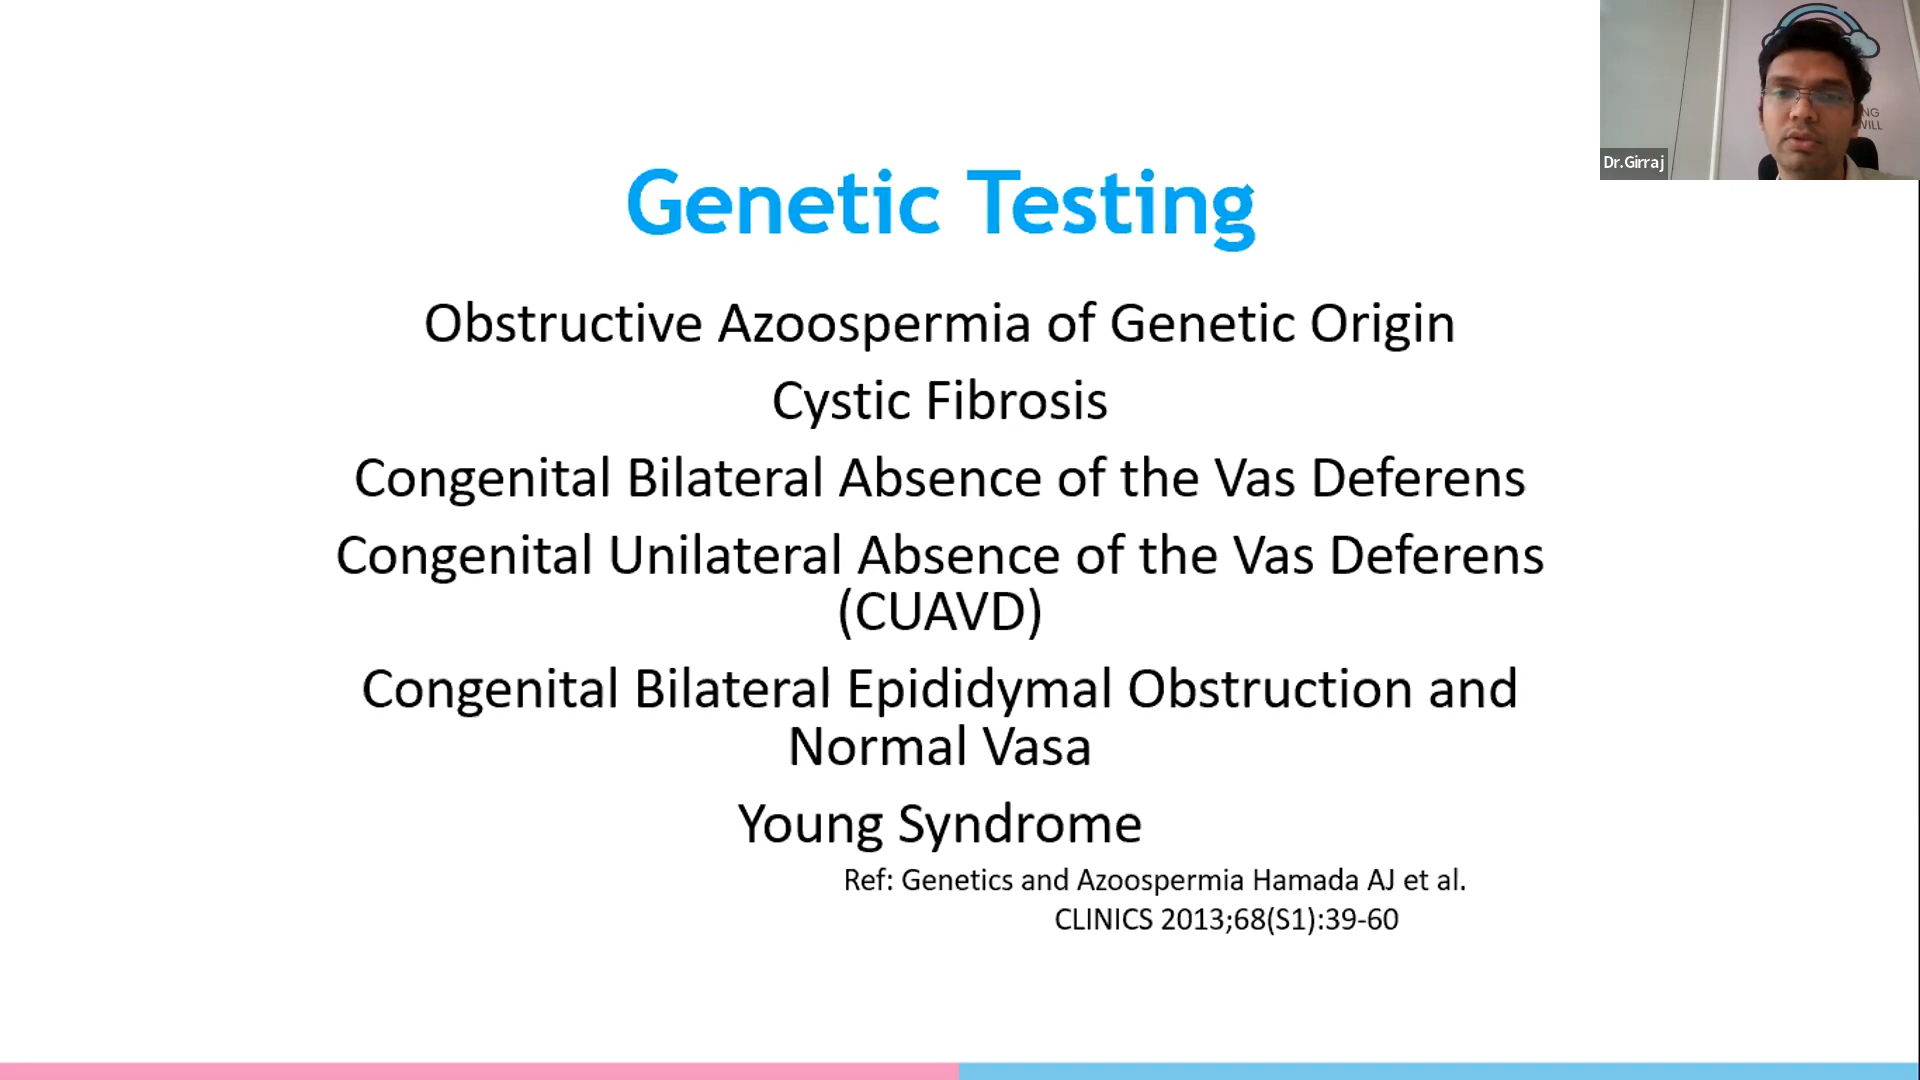 Genetic Testing
Obstructive Azoospermia of Genetic Origin
Cystic Fibrosis
Congenital Bilateral Absence of the Vas Deferens
Congenital Unilateral Absence of the Vas Deferens
(CUAVD)
Congenital Bilateral Epididymal Obstruction and
Normal Vasa
Young Syndrome
Ref: Genetics and Azoospermia Hamada AJ et al.
CLINICS 2013;68(S1):39-60
NG
WILL
Dr.Girraj